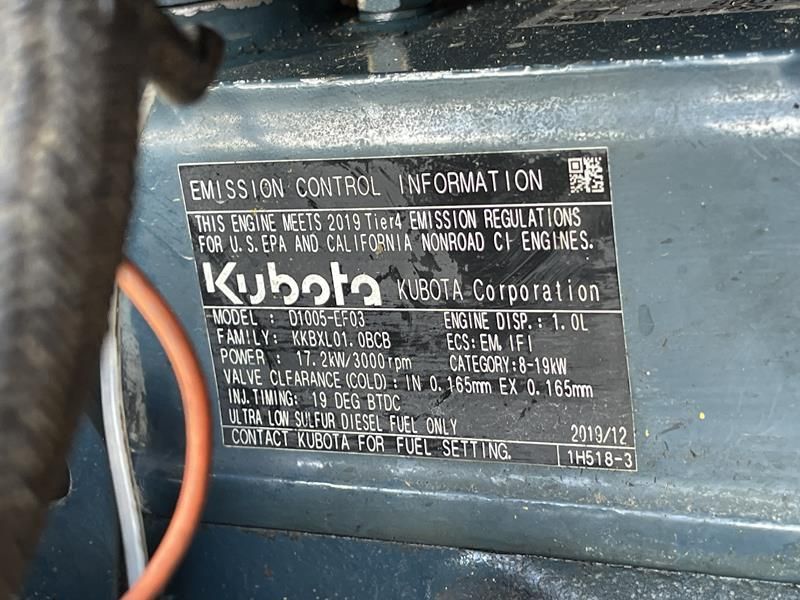 EMISSION CONTROL INFORMATION
THIS ENGINE MEETS 2019 Tier4 EMISSION REGULATIONS
FOR U.S.EPA AND CALIFORNIA NONROAD CI ENGINES.
Kubota KUBOTA Corporation
MODEL : D1005-EF03 ENGINE DISP.: 1.0L
FAMILY: KKBXL01.0BCB ECS:EM,IFI
POWER : 17.2kW/3000rpm CATEGORY:8-19kW
VALVE CLEARANCE(COLD): IN 0.165mm EX 0.165mm
INJ.TIMING: 19 DEG BTDC
ULTRA LOW SULFUR DIESEL FUEL ONLY 2019/12
CONTACT KUBOTA FOR FUEL SETTING. 1H518-3